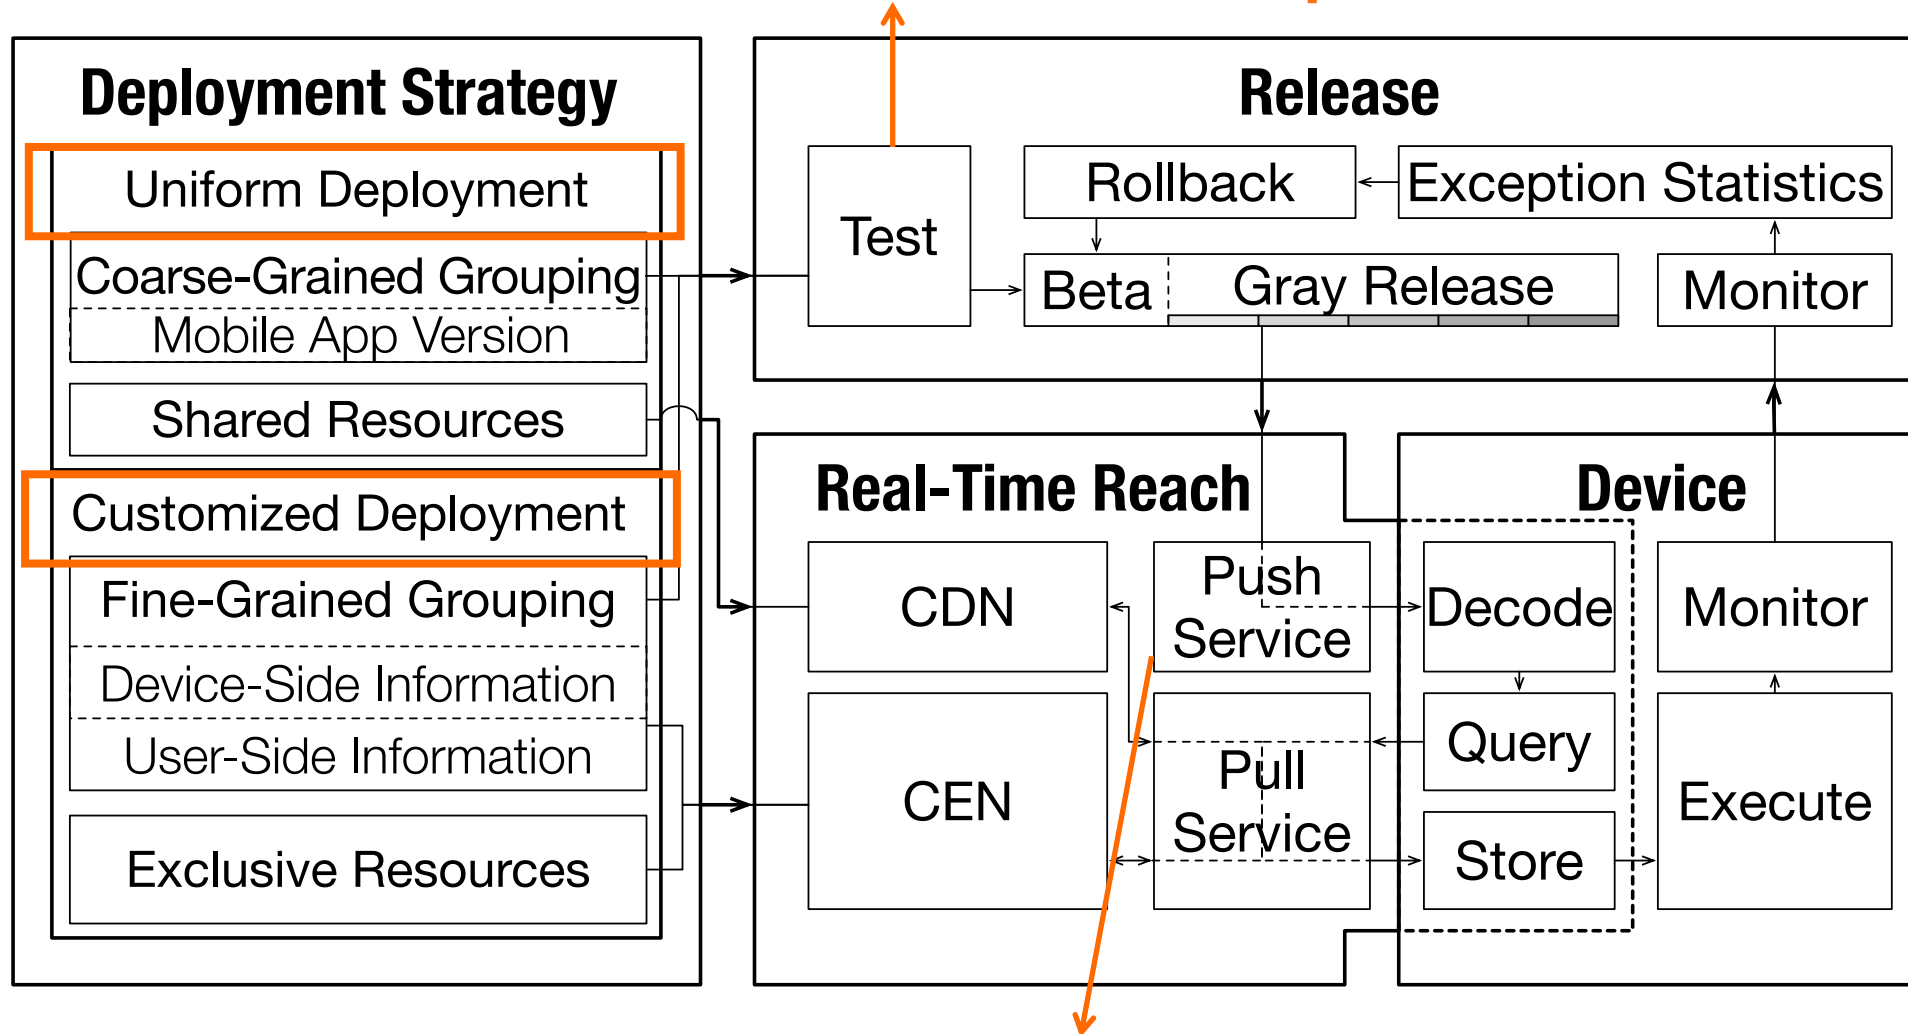 Deployment Strategy
Uniform Deployment
Coarse-Grained Grouping
Mobile App Version
Shared Resources
Customized Deployment
Fine-Grained Grouping
Device-Side Information
User-Side Information
Exclusive Resources
Release
Test
Rollback
Exception Statistics
Beta
Gray Release
Monitor
Real-Time Reach
CDN
Push
Service
CEN
Pull
Service
Device
Decode
Monitor
Query
Execute
Store